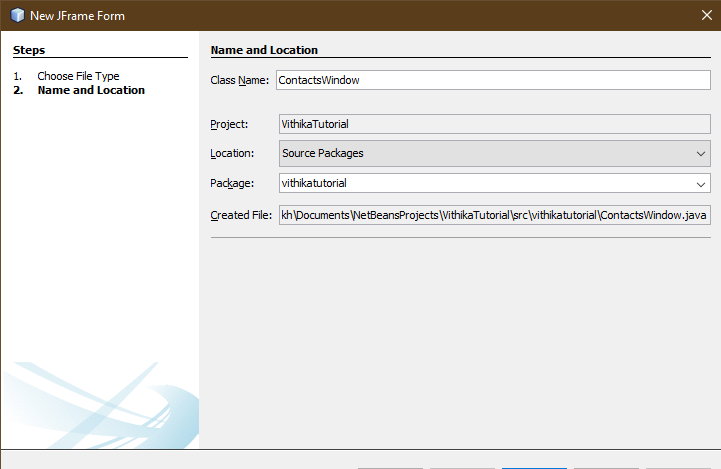 New JFrame Form
Steps
1. Choose File Type
2. Name and Location
Name and Location
Class Name: ContactsWindow
Project: VithikaTutorial
Location: Source Packages
Package: vithikatutorial
Created File: kh\Documents\NetBeansProjects\VithikaTutorial\src\vithikatutorial\ContactsWindow.java